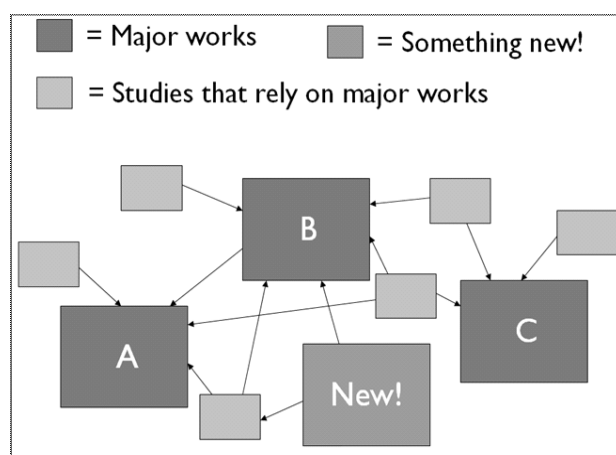 = Major works
= Something new!
= Studies that rely on major works
B
A
C
New!